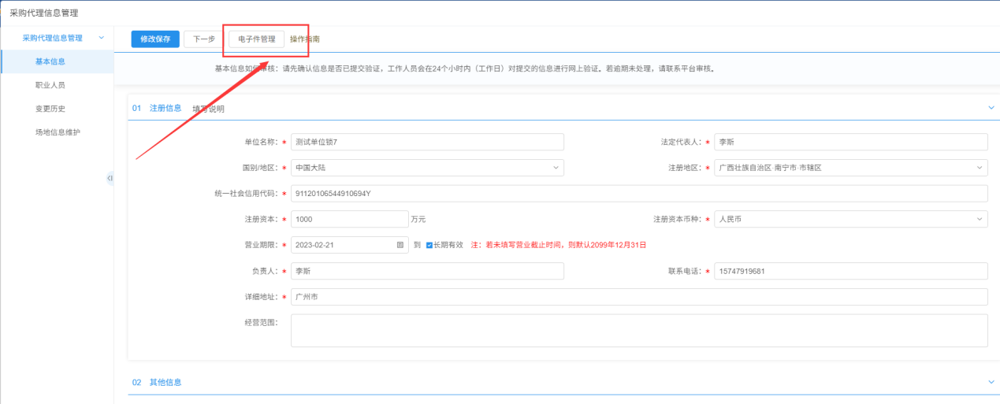 采购代理信息管理
采购代理信息管理
基本信息
职业人员
变更历史
场地信息维护
修改保存 下一步 电子件管理 操作指南
基本信息如何审核：请先确认信息是否已提交验证，工作人员会在24个小时内（工作日）对提交的信息进行网上验证。若逾期未处理，请联系平台审核。
01 注册信息 填写说明
单位名称：* 测试单位锁7 法定代表人：* 李斯
国别/地区：* 中国大陆 注册地区：* 广西壮族自治区·南宁市·市辖区
统一社会信用代码：* 91120106544910694Y
注册资本：* 1000 万元 注册资本币种：* 人民币
营业期限：* 2023-02-21 到 长期有效 注：若未填写营业截止时间，则默认2099年12月31日
负责人：* 李斯 联系电话：* 15747919681
详细地址：* 广州市
经营范围：
02 其他信息